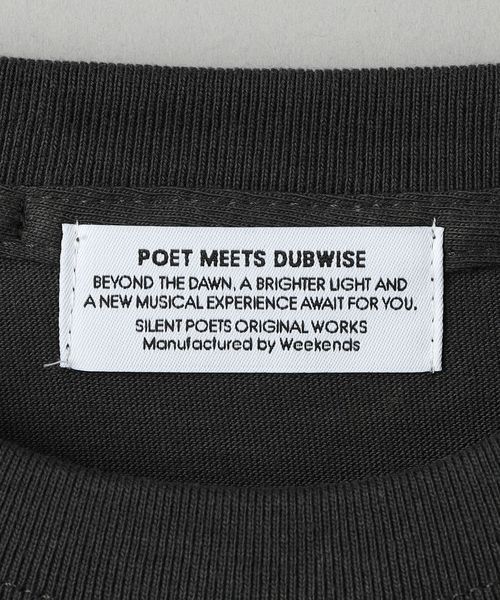 POET MEETS DUBWISE
BEYOND THE DAWN, A BRIGHTER LIGHT AND
A NEW MUSICAL EXPERIENCE AWAIT FOR YOU.
SILENT POETS ORIGINAL WORKS
Manufactured by Weekends